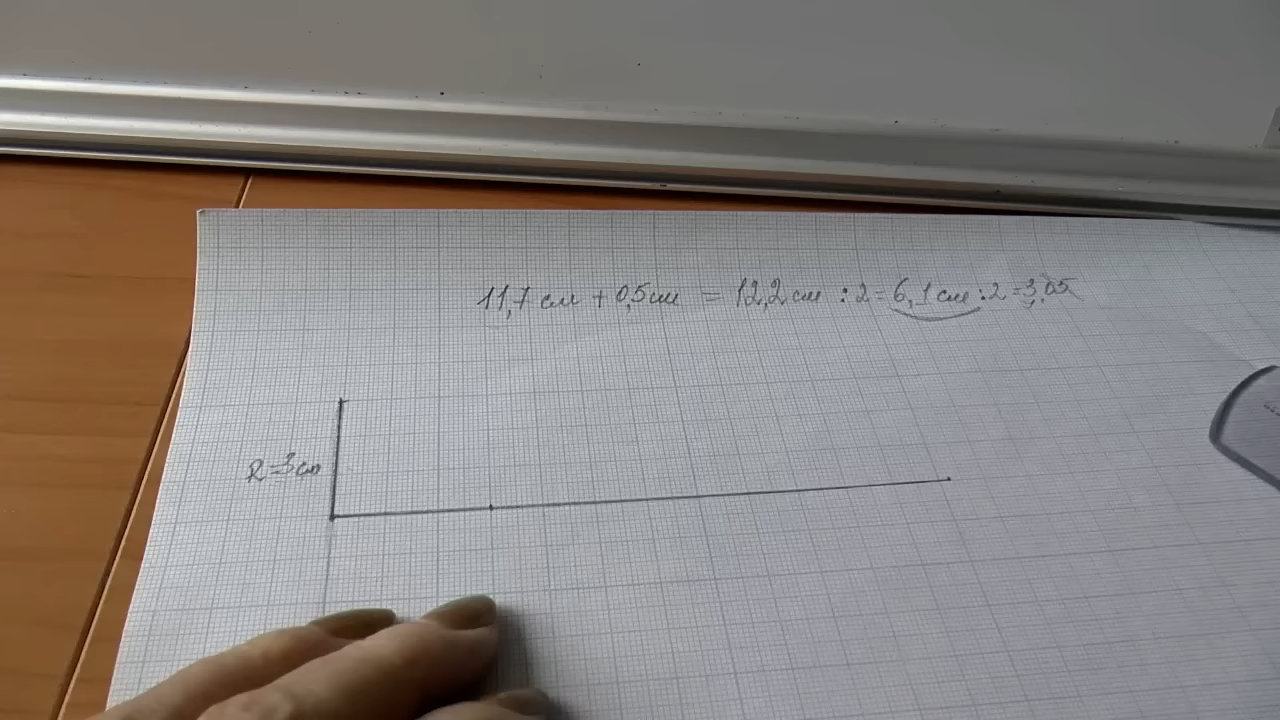 11,7 см + 0,5 см = 12,2 см : 2 = 6,1 см : 2 = 3,05
2-3 см